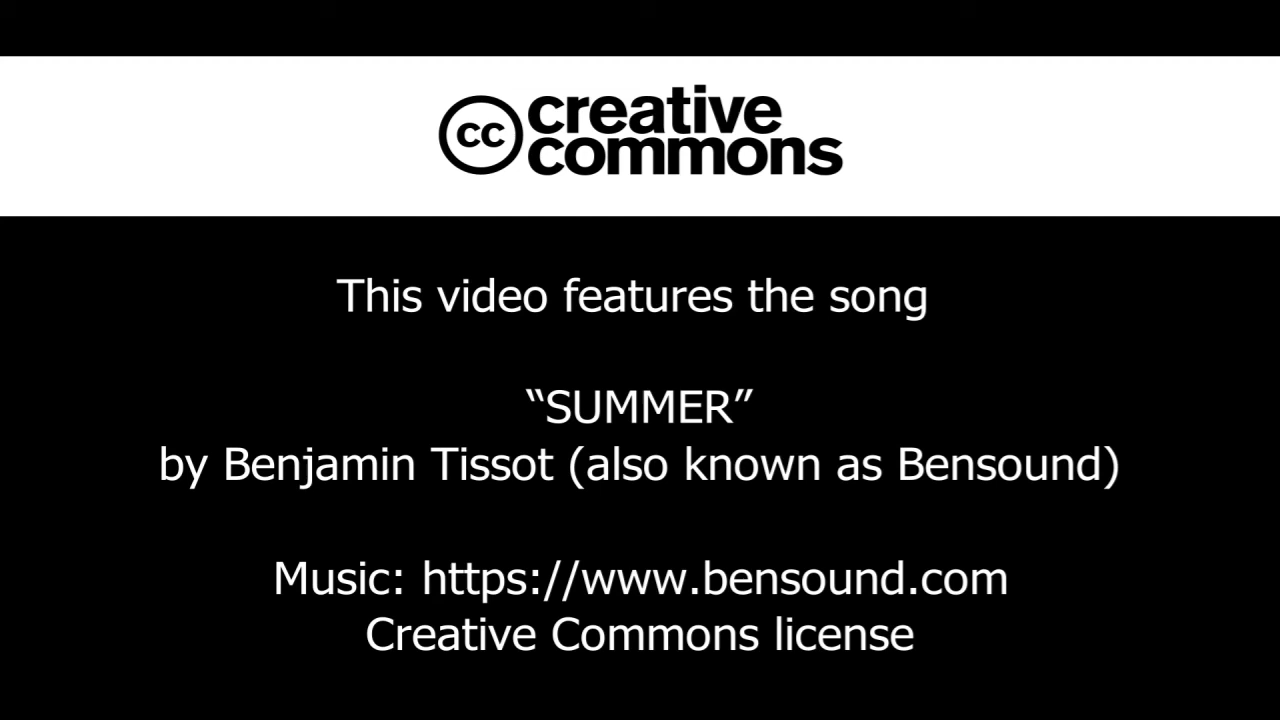 cc creative
commons
This video features the song
“SUMMER”
by Benjamin Tissot (also known as Bensound)
Music: https://www.bensound.com
Creative Commons license